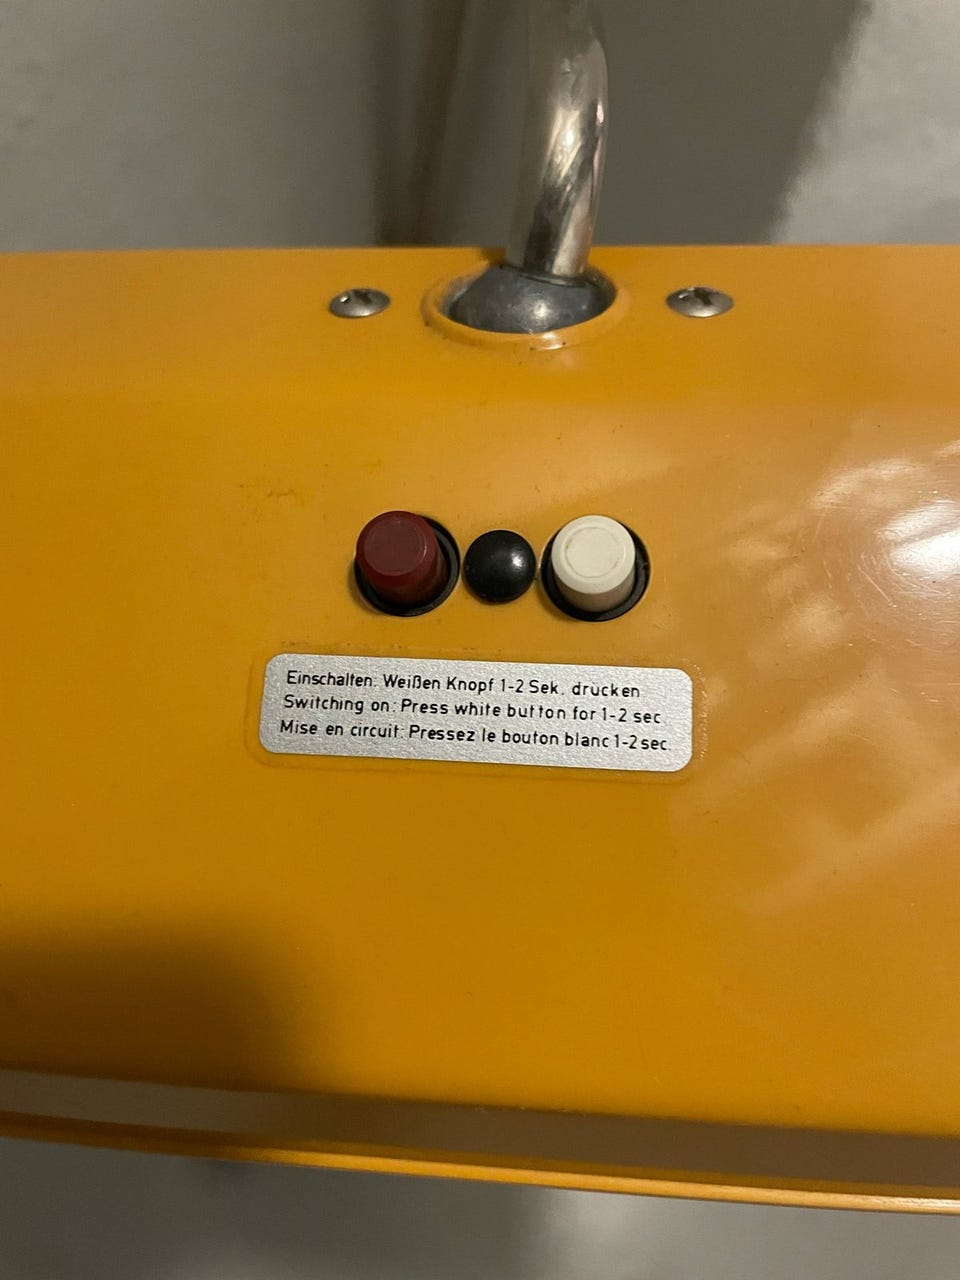 Einschalten: Weißen Knopf 1-2 Sek. drücken.
Switching on: Press white button for 1-2 sec.
Mise en circuit: Pressez le bouton blanc 1-2 sec.